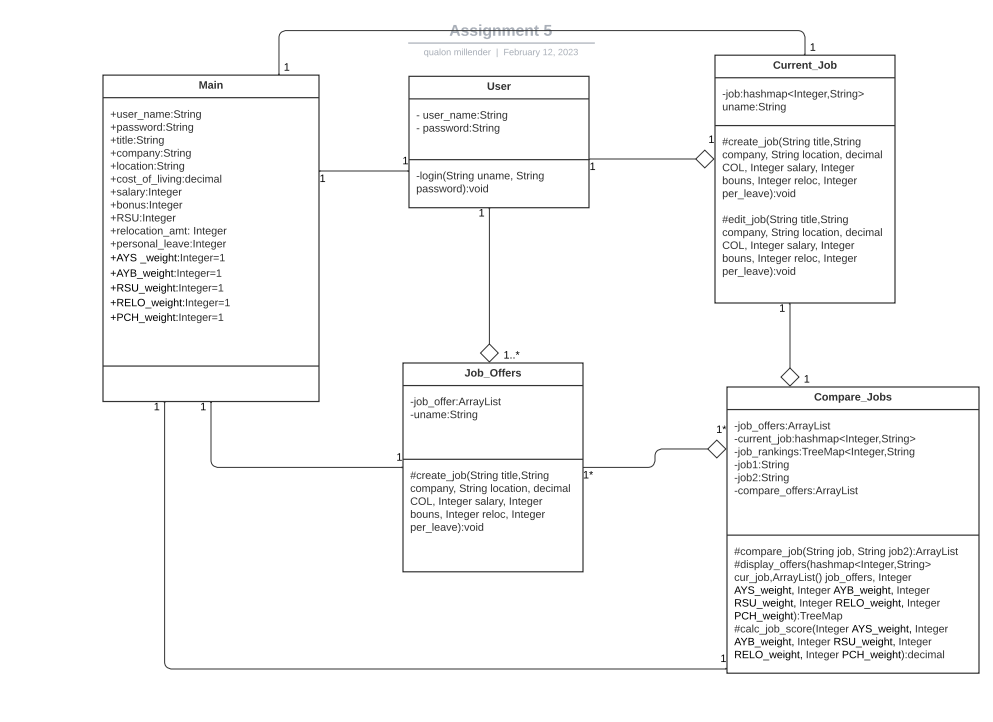 Assignment 5
qualon millender | February 12, 2023
1
1
Main
+user_name:String
+password:String
+title:String
+company:String
+location:String
+cost_of_living:decimal
+salary:Integer
+bonus:Integer
+RSU:Integer
+relocation_amt: Integer
+personal_leave:Integer
+AYS _weight:Integer=1
+AYB_weight:Integer=1
+RSU_weight:Integer=1
+RELO_weight:Integer=1
+PCH_weight:Integer=1
1
1
1
1
User
- user_name:String
- password:String
-login(String uname, String
password):void
1
1
1
1..*
Current_Job
-job:hashmap<Integer,String>
uname:String
#create_job(String title,String
company, String location, decimal
COL, Integer salary, Integer
bouns, Integer reloc, Integer
per_leave):void
#edit_job(String title,String
company, String location, decimal
COL, Integer salary, Integer
bouns, Integer reloc, Integer
per_leave):void
1
1
Job_Offers
-job_offer:ArrayList
-uname:String
#create_job(String title,String
company, String location, decimal
COL, Integer salary, Integer
bouns, Integer reloc, Integer
per_leave):void
1
1*
1*
Compare_Jobs
-job_offers:ArrayList
-current_job:hashmap<Integer,String>
-job_rankings:TreeMap<Integer,String
-job1:String
-job2:String
-compare_offers:ArrayList
#compare_job(String job, String job2):ArrayList
#display_offers(hashmap<Integer,String>
cur_job,ArrayList() job_offers, Integer
AYS_weight, Integer AYB_weight, Integer
RSU_weight, Integer RELO_weight, Integer
PCH_weight):TreeMap
#calc_job_score(Integer AYS_weight, Integer
AYB_weight, Integer RSU_weight, Integer
RELO_weight, Integer PCH_weight):decimal
1